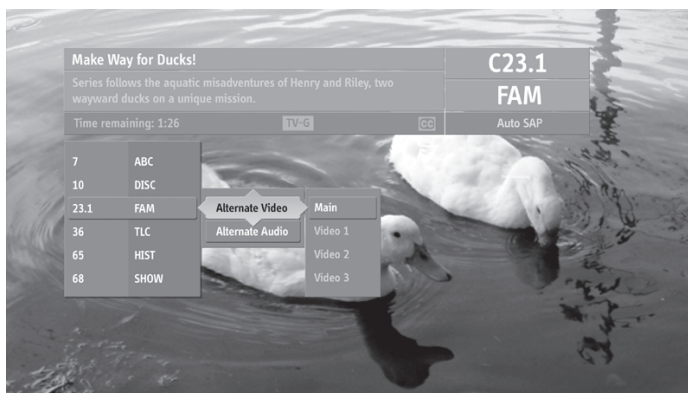 Make Way for Ducks!
Series follows the aquatic misadventures of Henry and Riley, two
wayward ducks on a unique mission.
Time remaining: 1:26 TV-G CC
C23.1
FAM
Auto SAP
7 ABC
10 DISC
23.1 FAM Alternate Video Main
36 TLC Alternate Audio Video 1
65 HIST Video 2
68 SHOW Video 3